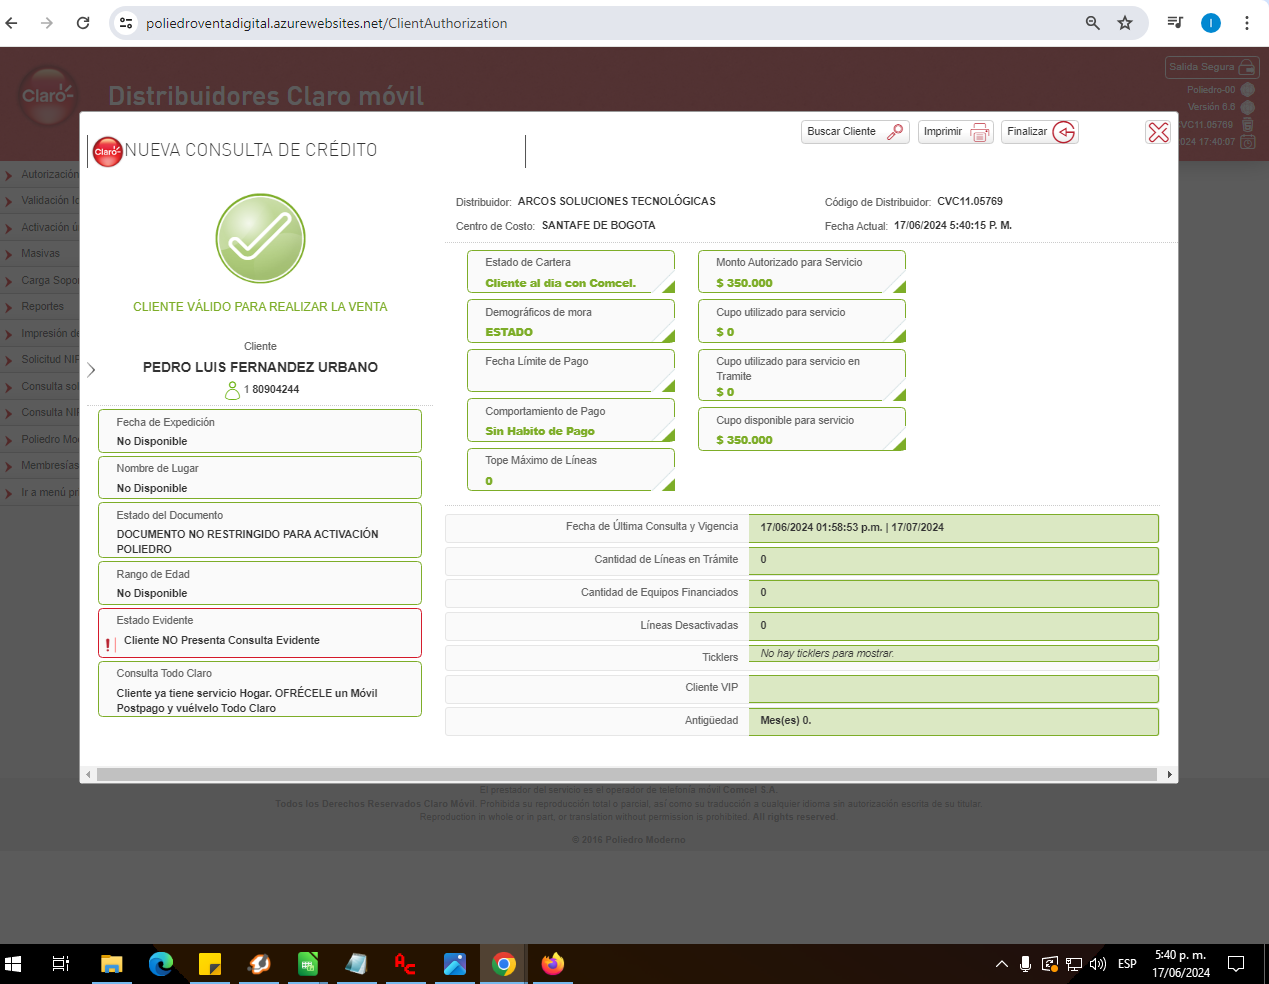 poliedroventadigital.azurewebsites.net/ClientAuthorization
I
Claro
Distribuidores Claro móvil
Salida Segura
Poliedro-00
Versión 6.6
CVC11.05769
2024 17:40:07
Autorización
Validación Id
Activación ú
Masivas
Carga Sopor
Reportes
Impresión de
Solicitud NIP
Consulta sol
Consulta NIP
Poliedro Mo
Membresías
Ir a menú pr
Claro
NUEVA CONSULTA DE CRÉDITO
Buscar Cliente
Imprimir
Finalizar
CLIENTE VÁLIDO PARA REALIZAR LA VENTA
Cliente
PEDRO LUIS FERNANDEZ URBANO
1 80904244
Fecha de Expedición
No Disponible
Nombre de Lugar
No Disponible
Estado del Documento
DOCUMENTO NO RESTRINGIDO PARA ACTIVACIÓN
POLIEDRO
Rango de Edad
No Disponible
Estado Evidente
! Cliente NO Presenta Consulta Evidente
Consulta Todo Claro
Cliente ya tiene servicio Hogar. OFRÉCELE un Móvil
Postpago y vuélvelo Todo Claro
Distribuidor: ARCOS SOLUCIONES TECNOLÓGICAS
Código de Distribuidor: CVC11.05769
Centro de Costo: SANTAFE DE BOGOTA
Fecha Actual: 17/06/2024 5:40:15 P. M.
Estado de Cartera
Cliente al dia con Comcel.
Demográficos de mora
ESTADO
Fecha Límite de Pago
Comportamiento de Pago
Sin Habito de Pago
Tope Máximo de Líneas
0
Monto Autorizado para Servicio
$ 350.000
Cupo utilizado para servicio
$ 0
Cupo utilizado para servicio en
Tramite
$ 0
Cupo disponible para servicio
$ 350.000
Fecha de Última Consulta y Vigencia 17/06/2024 01:58:53 p.m. | 17/07/2024
Cantidad de Líneas en Trámite 0
Cantidad de Equipos Financiados 0
Líneas Desactivadas 0
Ticklers No hay ticklers para mostrar.
Cliente VIP
Antigüedad Mes(es) 0.
El prestador del servicio es el operador de telefonía móvil Comcel S.A.
Todos los Derechos Reservados Claro Móvil. Prohibida su reproducción total o parcial, así como su traducción a cualquier idioma sin autorización escrita de su titular.
Reproduction in whole or in part, or translation without permission is prohibited. All rights reserved.
© 2016 Poliedro Moderno
ESP
5:40 p. m.
17/06/2024